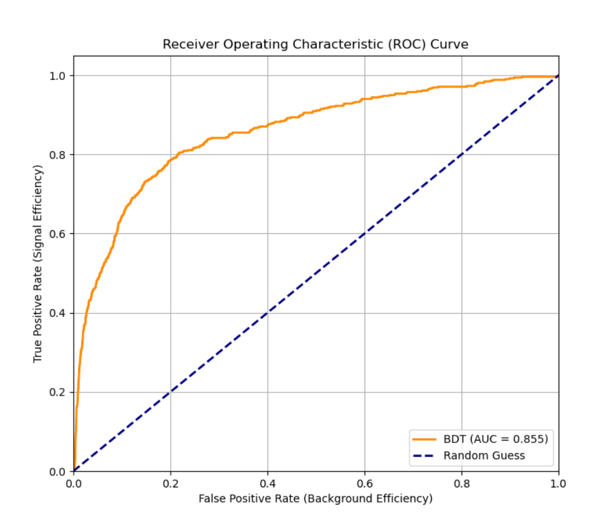 Receiver Operating Characteristic (ROC) Curve
True Positive Rate (Signal Efficiency)
1.0
0.8
0.6
0.4
0.2
0.0
0.0 0.2 0.4 0.6 0.8 1.0
False Positive Rate (Background Efficiency)
BDT (AUC = 0.855)
Random Guess